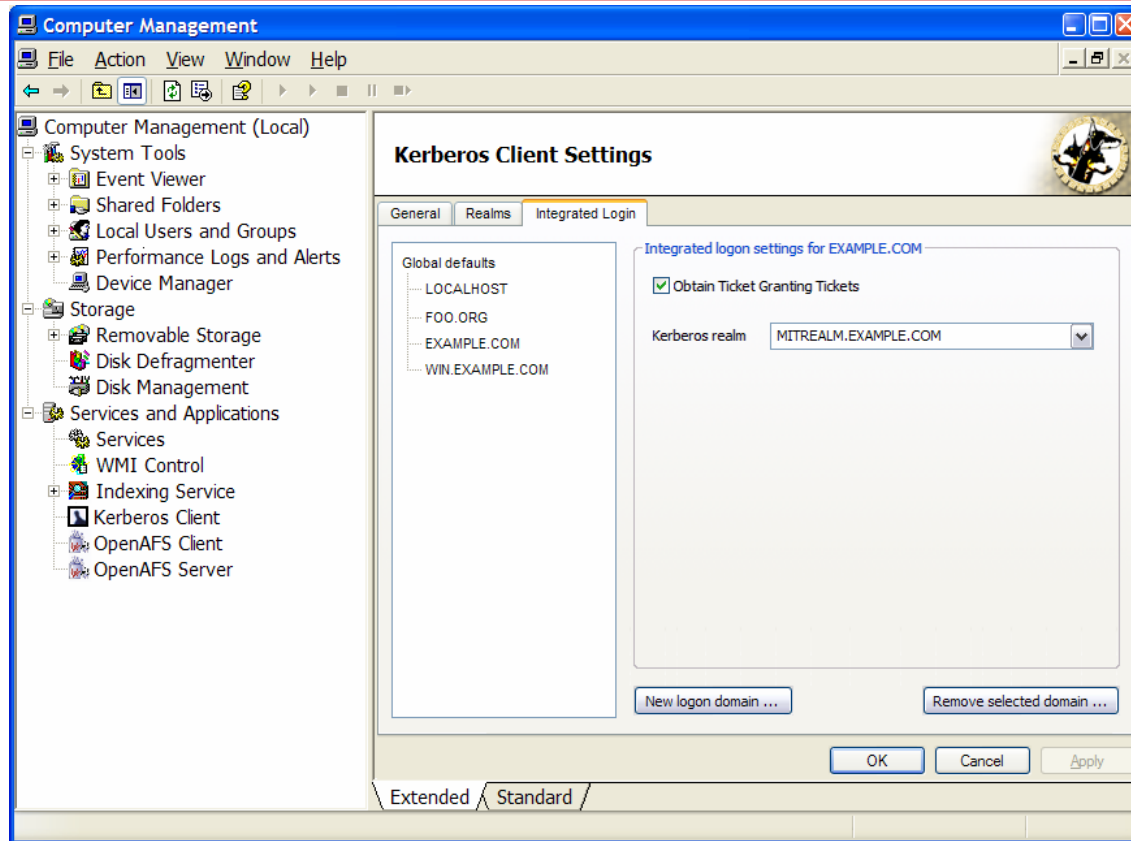 Computer Management
File Action View Window Help
Computer Management (Local)
System Tools
Event Viewer
Shared Folders
Local Users and Groups
Performance Logs and Alerts
Device Manager
Storage
Removable Storage
Disk Defragmenter
Disk Management
Services and Applications
Services
WMI Control
Indexing Service
Kerberos Client
OpenAFS Client
OpenAFS Server
Kerberos Client Settings
General Realms Integrated Login
Global defaults
LOCALHOST
FOO.ORG
EXAMPLE.COM
WIN.EXAMPLE.COM
Integrated logon settings for EXAMPLE.COM
Obtain Ticket Granting Tickets
Kerberos realm MITREALM.EXAMPLE.COM
New logon domain ... Remove selected domain ...
OK Cancel Apply
Extended Standard